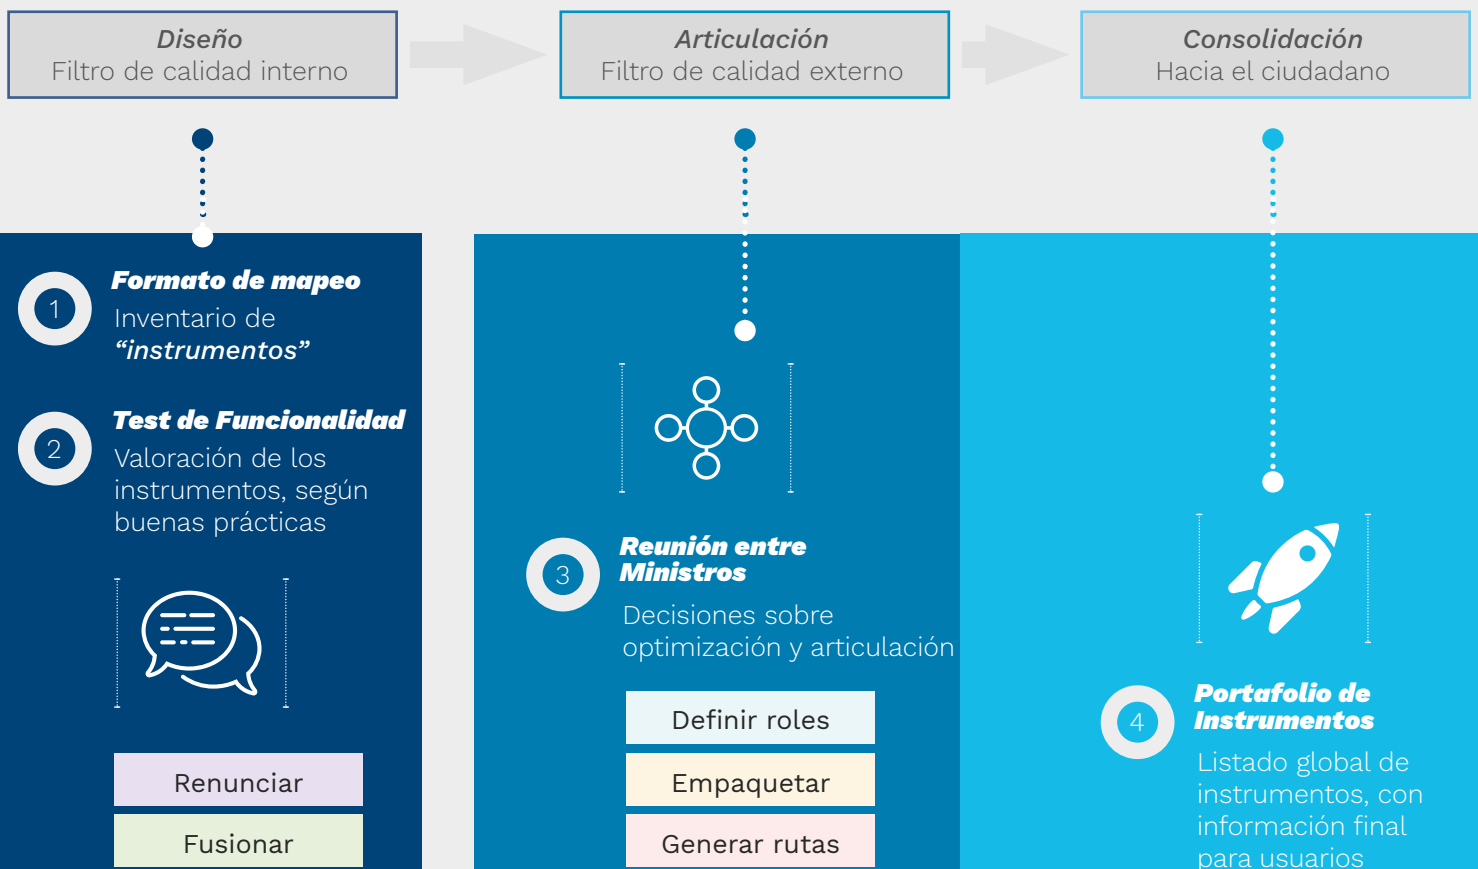 Diseño
Filtro de calidad interno
Articulación
Filtro de calidad externo
Consolidación
Hacia el ciudadano
1
Formato de mapeo
Inventario de
“instrumentos”
2
Test de Funcionalidad
Valoración de los
instrumentos, según
buenas prácticas
Renunciar
Fusionar
3
Reunión entre
Ministros
Decisiones sobre
optimización y articulación
Definir roles
Empaquetar
Generar rutas
4
Portafolio de
Instrumentos
Listado global de
instrumentos, con
información final
para usuarios